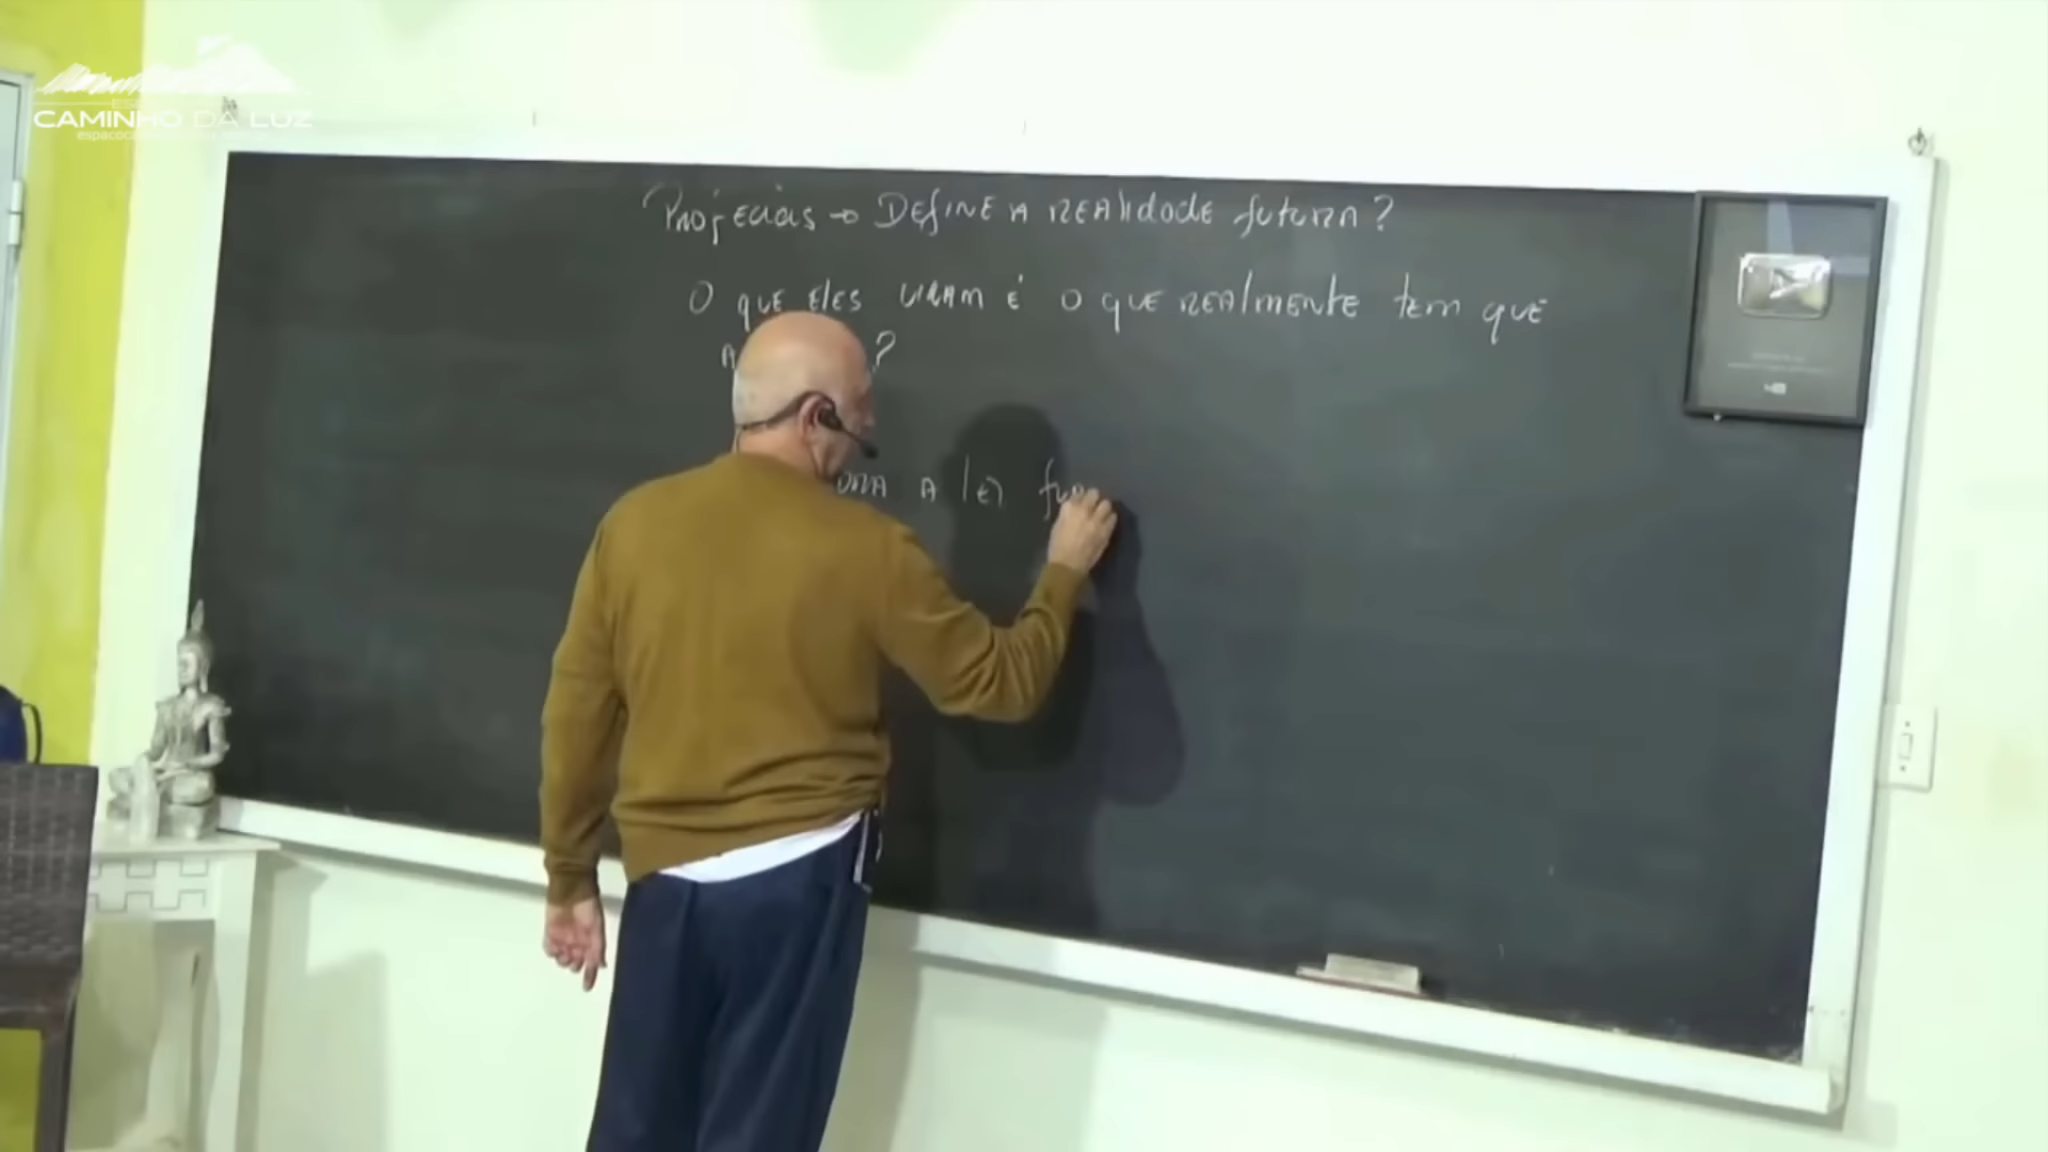 CAMINHO DA LUZ
Profecias → Define a realidade futura?
O que eles viram é o que realmente tem que
?
a lei